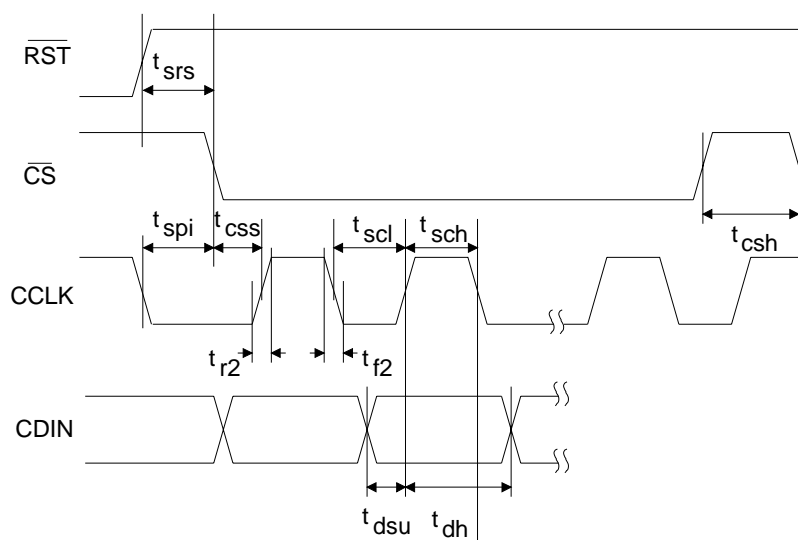 RST
t srs
CS
t spi
t css
t scl
t sch
t csh
CCLK
t r2
t f2
CDIN
t dsu
t dh